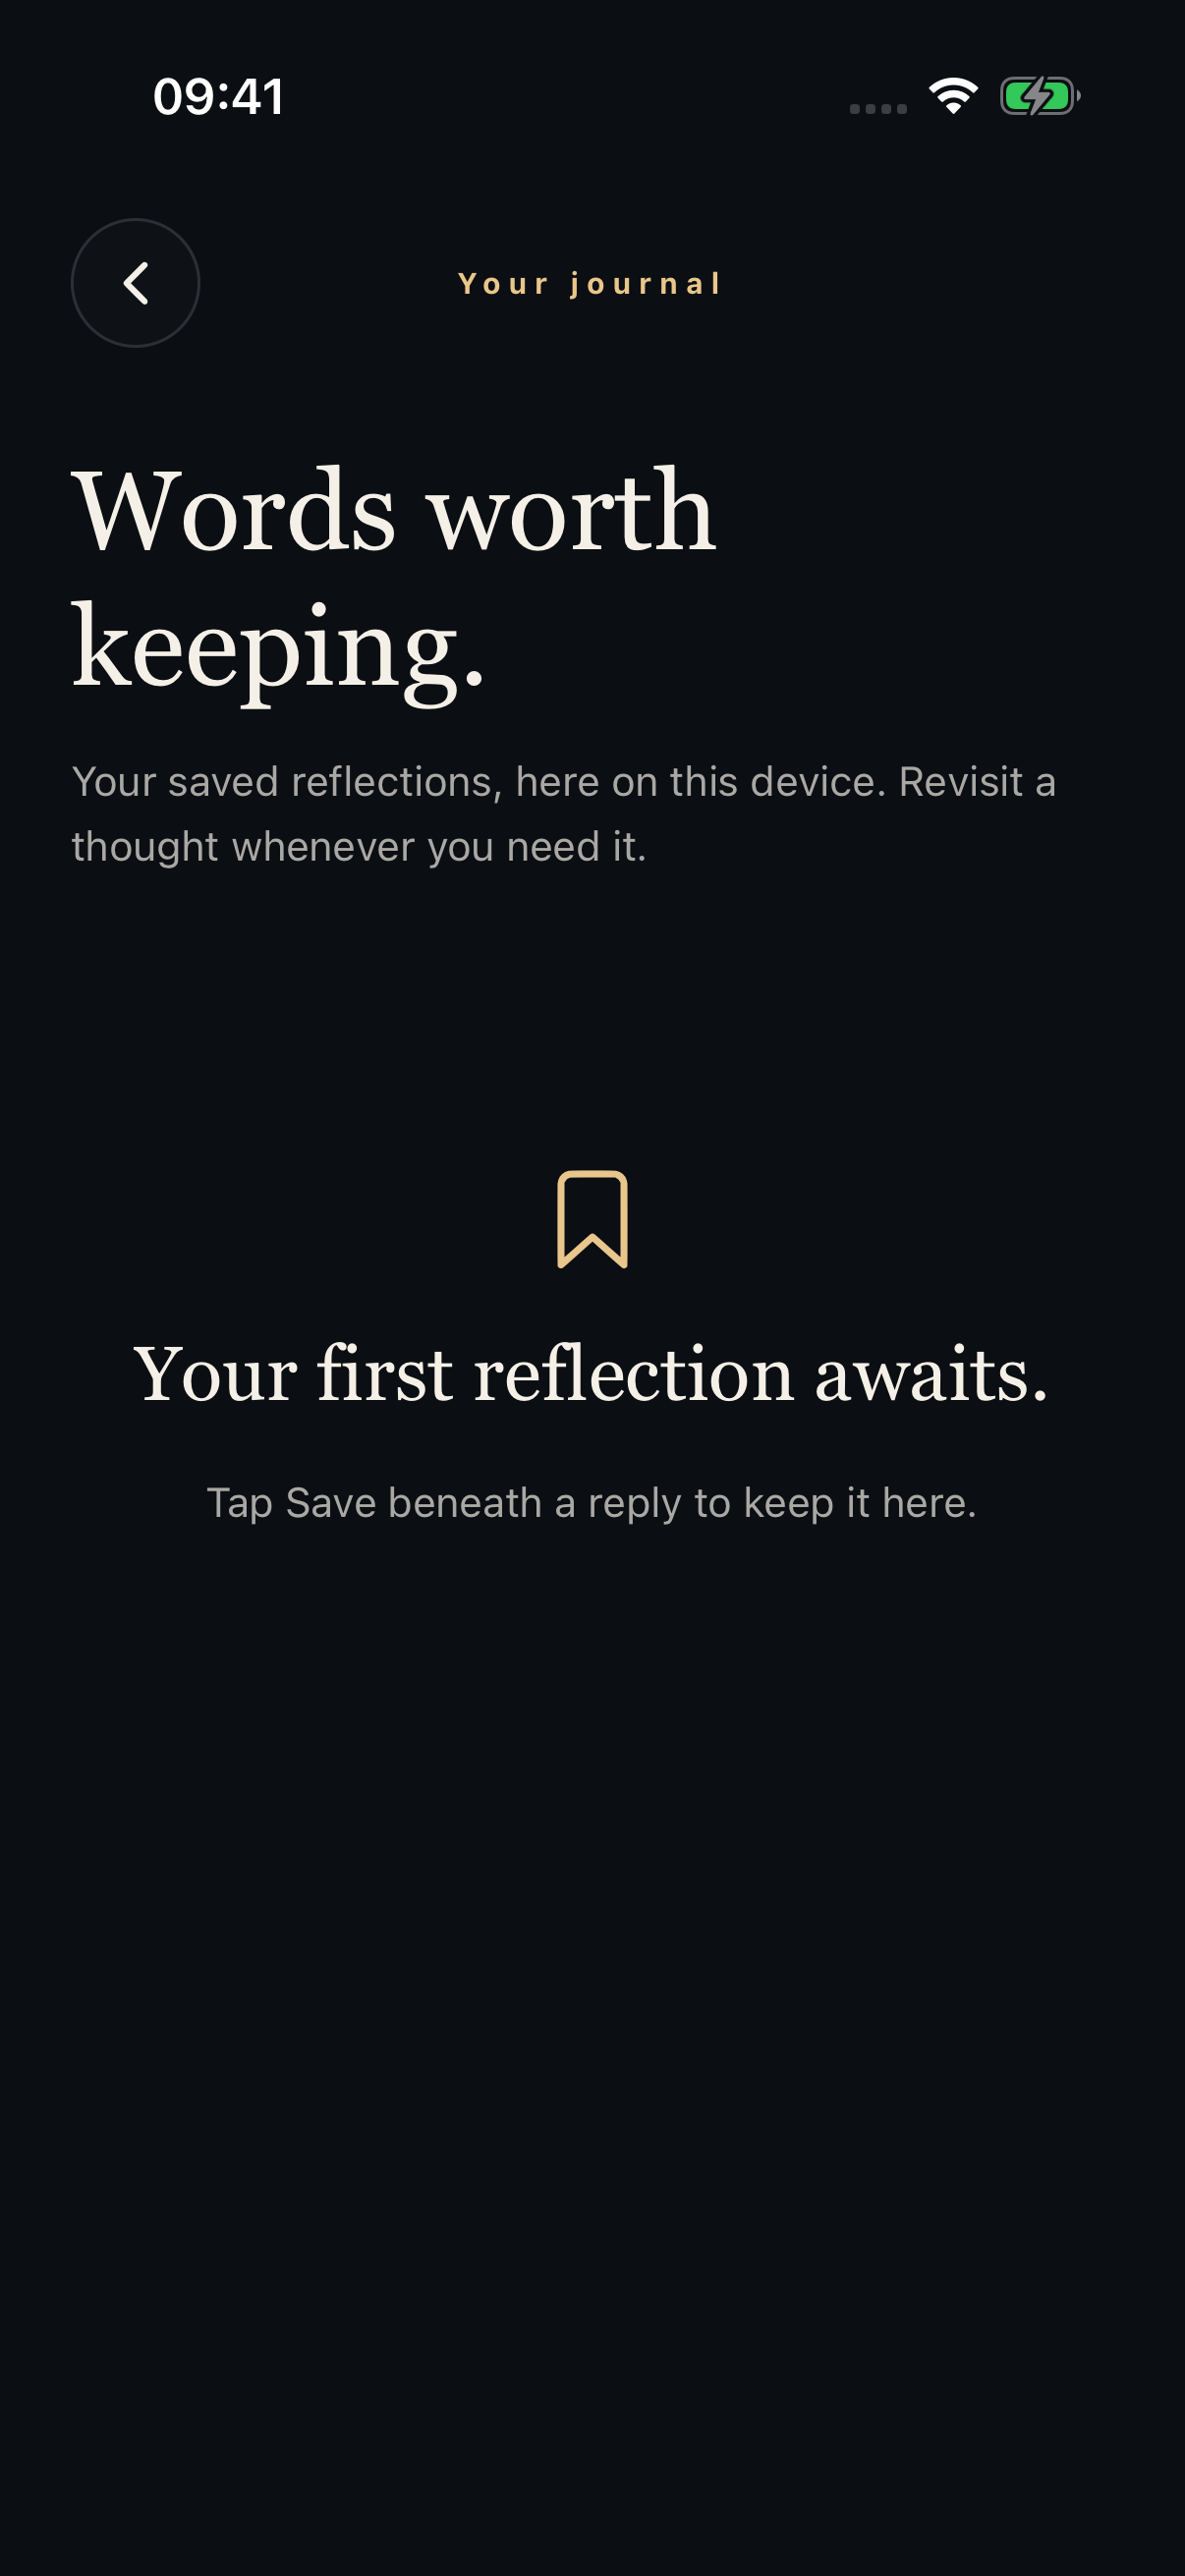 09:41
Your journal
Words worth
keeping.
Your saved reflections, here on this device. Revisit a
thought whenever you need it.
Your first reflection awaits.
Tap Save beneath a reply to keep it here.